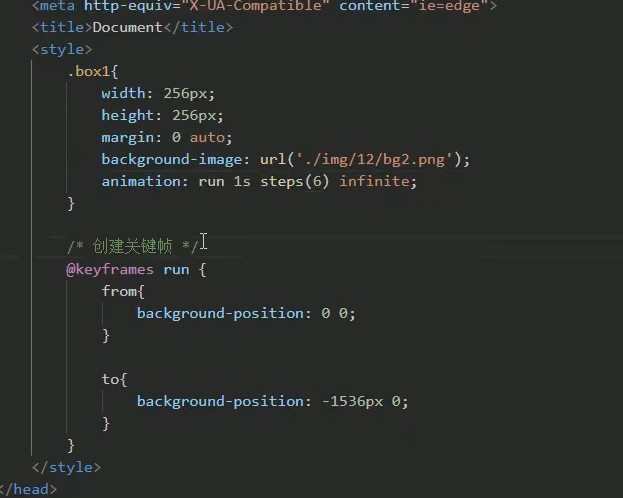 <meta http-equiv="X-UA-Compatible" content="ie=edge">
<title>Document</title>
<style>
.box1{
width: 256px;
height: 256px;
margin: 0 auto;
background-image: url('./img/12/bg2.png');
animation: run 1s steps(6) infinite;
}
/* 创建关键帧 */
@keyframes run {
from{
background-position: 0 0;
}
to{
background-position: -1536px 0;
}
}
</style>
</head>